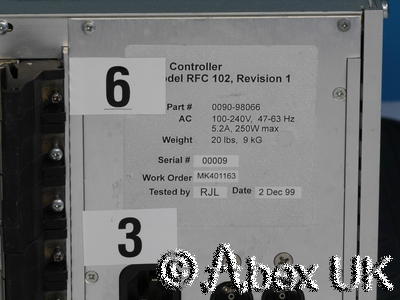 Controller
odel RFC 102, Revision 1
6
Part # 0090-98066
AC 100-240V, 47-63 Hz
5.2A, 250W max
Weight 20 lbs, 9 kG
Serial # 00009
Work Order MK401163
Tested by RJL Date 2 Dec 99
3
© Abox UK